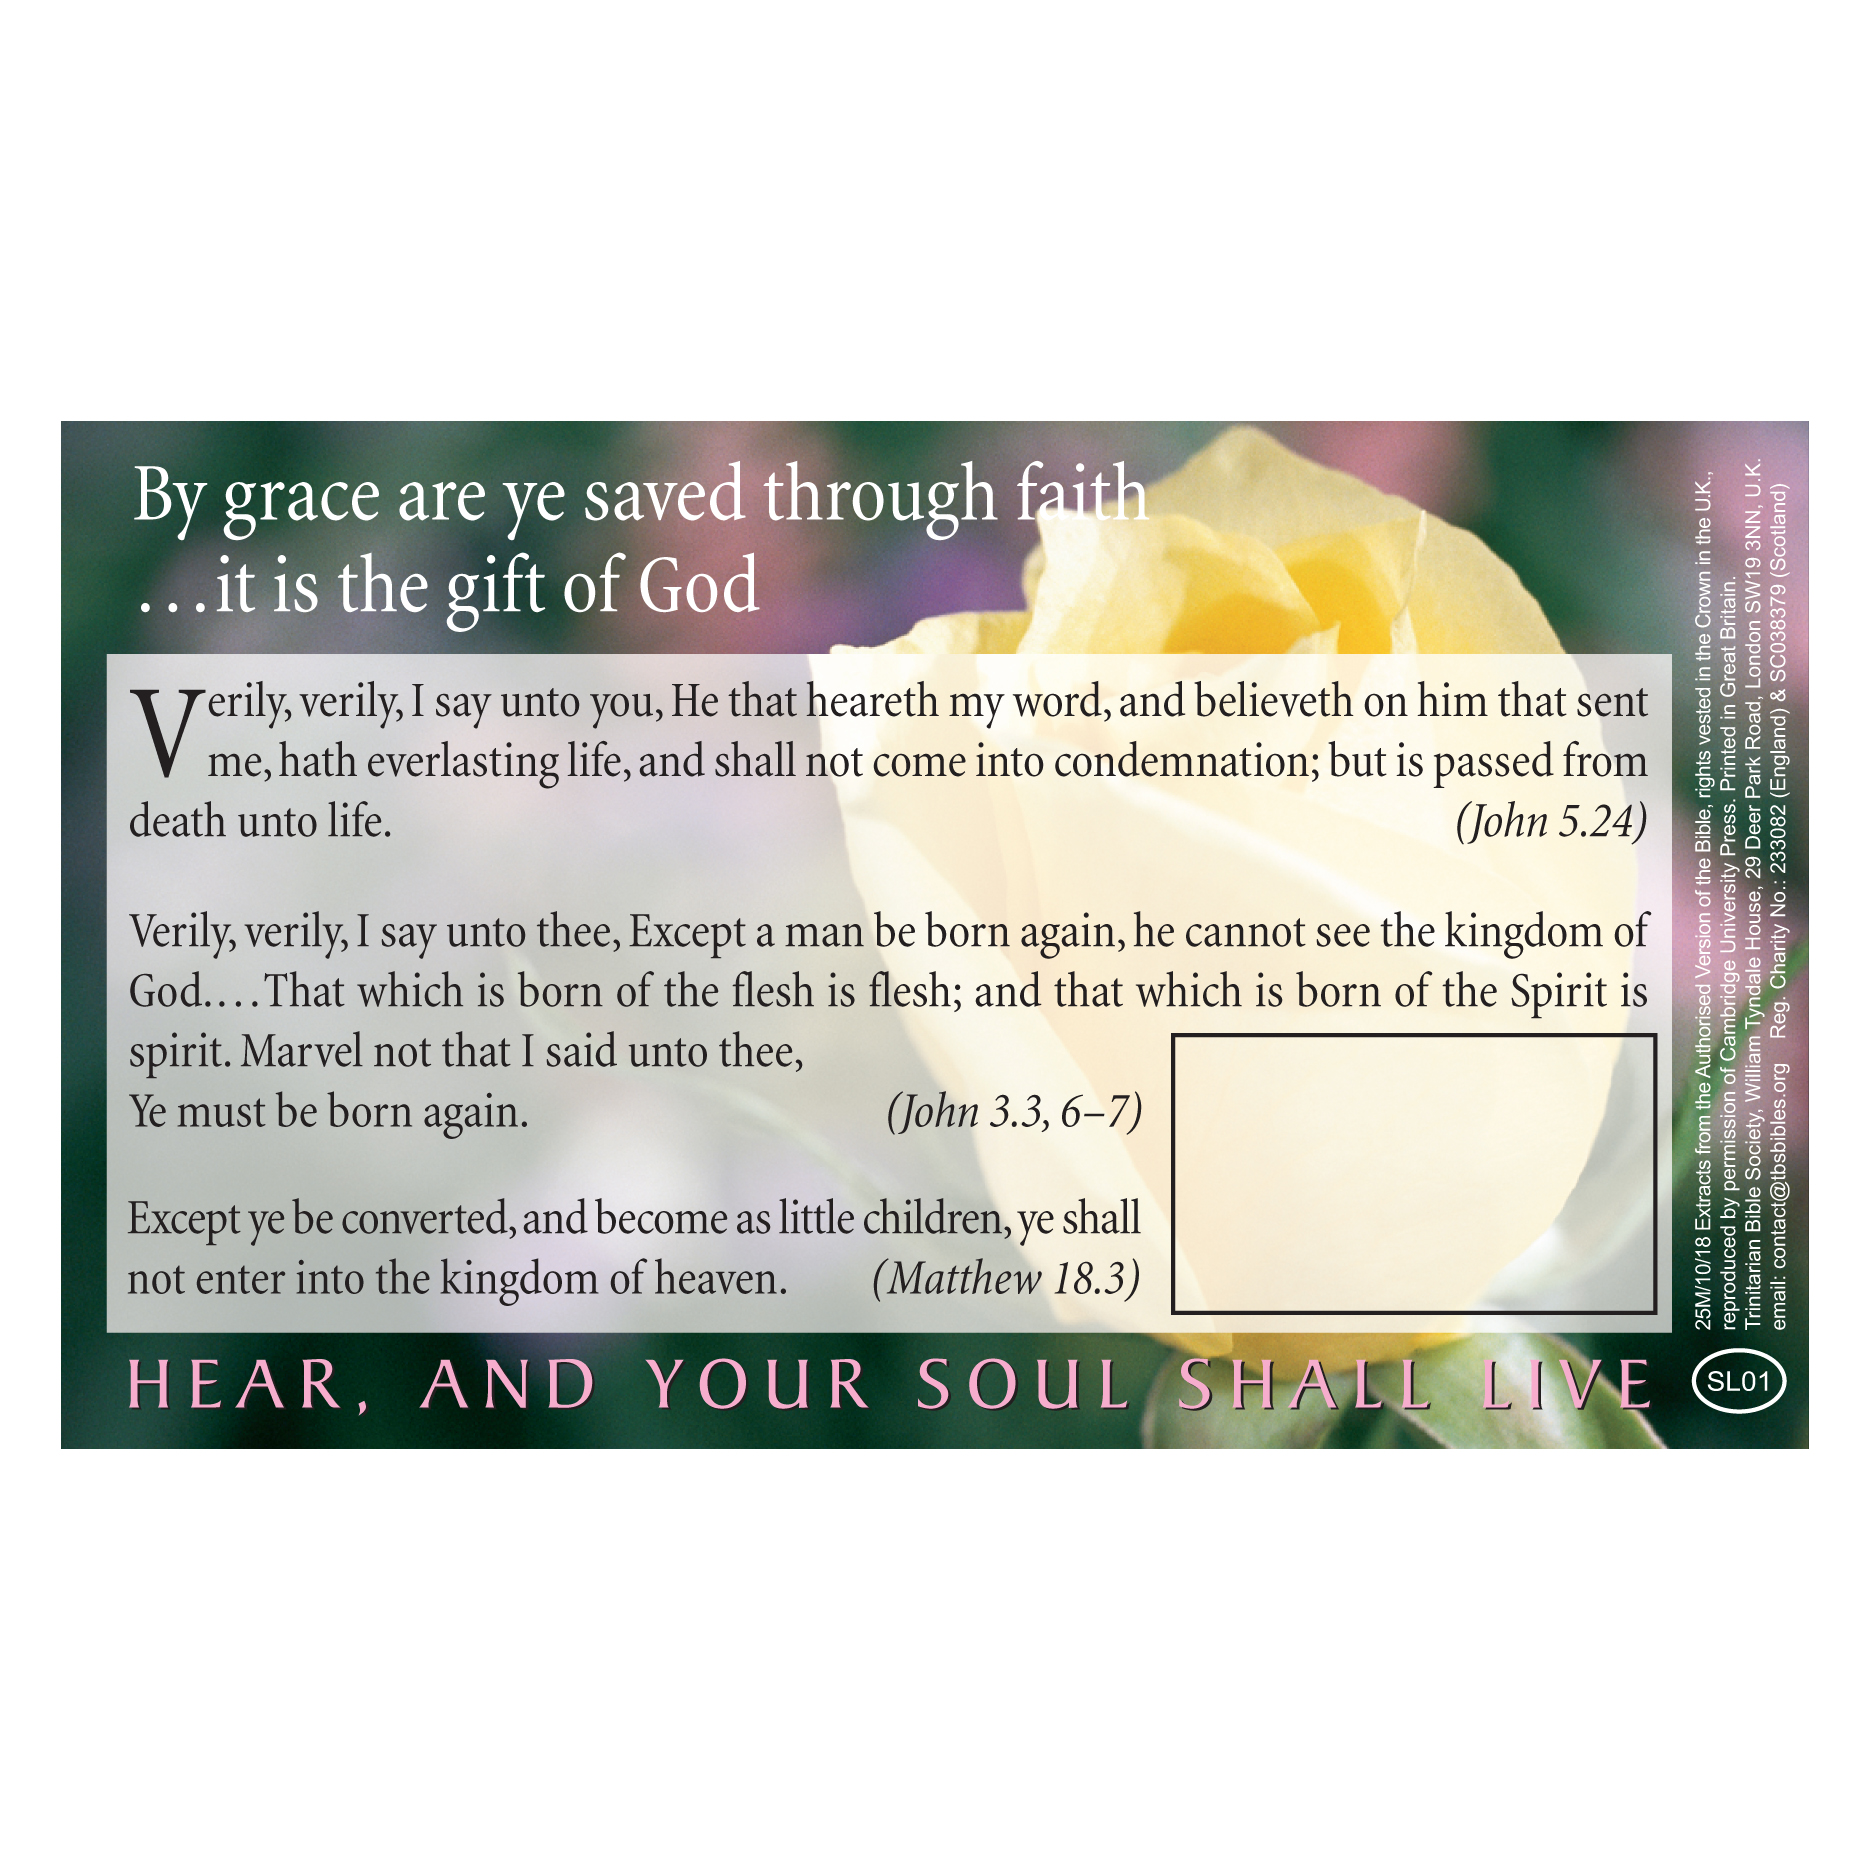 By grace are ye saved through faith
…it is the gift of God
Verily, verily, I say unto you, He that heareth my word, and believeth on him that sent
me, hath everlasting life, and shall not come into condemnation; but is passed from
death unto life. (John 5.24)
Verily, verily, I say unto thee, Except a man be born again, he cannot see the kingdom of
God.…That which is born of the flesh is flesh; and that which is born of the Spirit is
spirit. Marvel not that I said unto thee,
Ye must be born again. (John 3.3, 6–7)
Except ye be converted, and become as little children, ye shall
not enter into the kingdom of heaven. (Matthew 18.3)
HEAR, AND YOUR SOUL SHALL LIVE
25M/10/18 Extracts from the Authorised Version of the Bible, rights vested in the Crown in the U.K.,
reproduced by permission of Cambridge University Press. Printed in Great Britain.
Trinitarian Bible Society, William Tyndale House, 29 Deer Park Road, London SW19 3NN, U.K.
email: contact@tbsbibles.org Reg. Charity No.: 233082 (England) & SC038379 (Scotland)
SL01